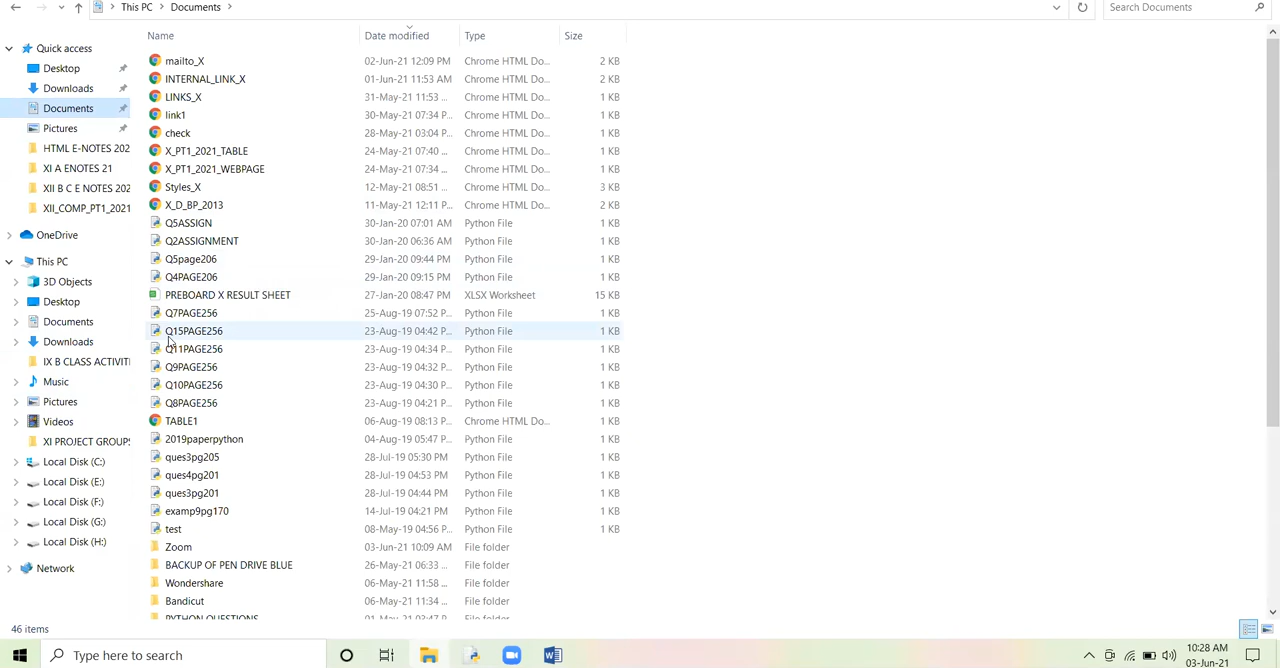 This PC > Documents >
Search Documents
Name Date modified Type Size
Quick access
Desktop
Downloads
Documents
Pictures
HTML E-NOTES 202
XI A ENOTES 21
XII B C E NOTES 202
XII_COMP_PT1_2021
OneDrive
This PC
3D Objects
Desktop
Documents
Downloads
IX B CLASS ACTIVITI
Music
Pictures
Videos
XI PROJECT GROUPS
Local Disk (C:)
Local Disk (E:)
Local Disk (F:)
Local Disk (G:)
Local Disk (H:)
Network
mailto_X 02-Jun-21 12:09 PM Chrome HTML Do... 2 KB
INTERNAL_LINK_X 01-Jun-21 11:53 AM Chrome HTML Do... 2 KB
LINKS_X 31-May-21 11:53 ... Chrome HTML Do... 1 KB
link1 30-May-21 07:34 P... Chrome HTML Do... 1 KB
check 28-May-21 03:04 P... Chrome HTML Do... 1 KB
X_PT1_2021_TABLE 24-May-21 07:40 ... Chrome HTML Do... 1 KB
X_PT1_2021_WEBPAGE 24-May-21 07:34 ... Chrome HTML Do... 1 KB
Styles_X 12-May-21 08:51 ... Chrome HTML Do... 3 KB
X_D_BP_2013 11-May-21 12:11 P... Chrome HTML Do... 2 KB
Q5ASSIGN 30-Jan-20 07:01 AM Python File 1 KB
Q2ASSIGNMENT 30-Jan-20 06:36 AM Python File 1 KB
Q5page206 29-Jan-20 09:44 PM Python File 1 KB
Q4PAGE206 29-Jan-20 09:15 PM Python File 1 KB
PREBOARD X RESULT SHEET 27-Jan-20 08:47 PM XLSX Worksheet 15 KB
Q7PAGE256 25-Aug-19 07:52 P... Python File 1 KB
Q15PAGE256 23-Aug-19 04:42 P... Python File 1 KB
Q11PAGE256 23-Aug-19 04:34 P... Python File 1 KB
Q9PAGE256 23-Aug-19 04:32 P... Python File 1 KB
Q10PAGE256 23-Aug-19 04:30 P... Python File 1 KB
Q8PAGE256 23-Aug-19 04:21 P... Python File 1 KB
TABLE1 06-Aug-19 08:13 P... Chrome HTML Do... 1 KB
2019paperpython 04-Aug-19 05:47 P... Python File 1 KB
ques3pg205 28-Jul-19 05:30 PM Python File 1 KB
ques4pg201 28-Jul-19 04:53 PM Python File 1 KB
ques3pg201 28-Jul-19 04:44 PM Python File 1 KB
examp9pg170 14-Jul-19 04:21 PM Python File 1 KB
test 08-May-19 04:56 P... Python File 1 KB
Zoom 03-Jun-21 10:09 AM File folder
BACKUP OF PEN DRIVE BLUE 26-May-21 06:33 ... File folder
Wondershare 06-May-21 11:58 ... File folder
Bandicut 06-May-21 11:34 ... File folder
PYTHON QUESTIONS 01-May-21 03:47 P... File folder
46 items
Type here to search
10:28 AM
03-Jun-21